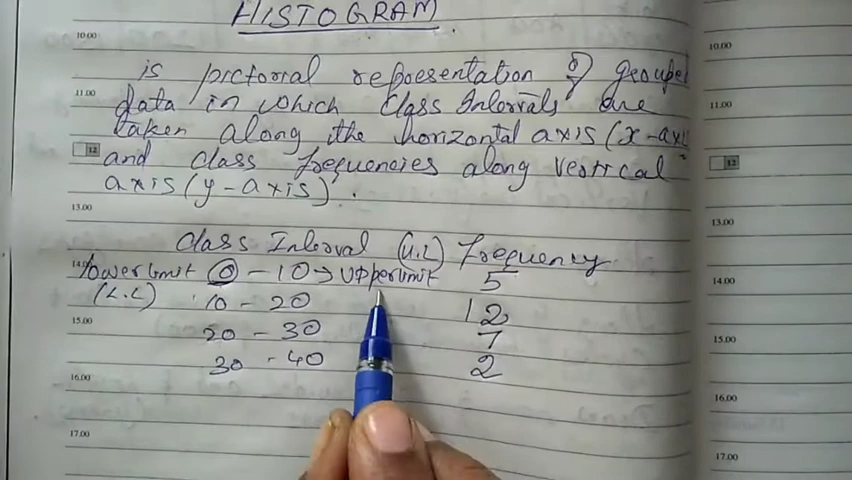 HISTOGRAM
is pictorial representation of grouped
data in which class Intervals are
taken along the horizontal axis (x-axis
and class frequencies along vertical
axis (y-axis).
Class Interval (U.L) Frequency
lower limit 0 - 10 → Upper limit 5
(L.L) 10 - 20 12
20 - 30 7
30 - 40 2
10.00
11.00
12
13.00
14.00
15.00
16.00
17.00
10.00
11.00
12
13.00
14.00
15.00
16.00
17.00